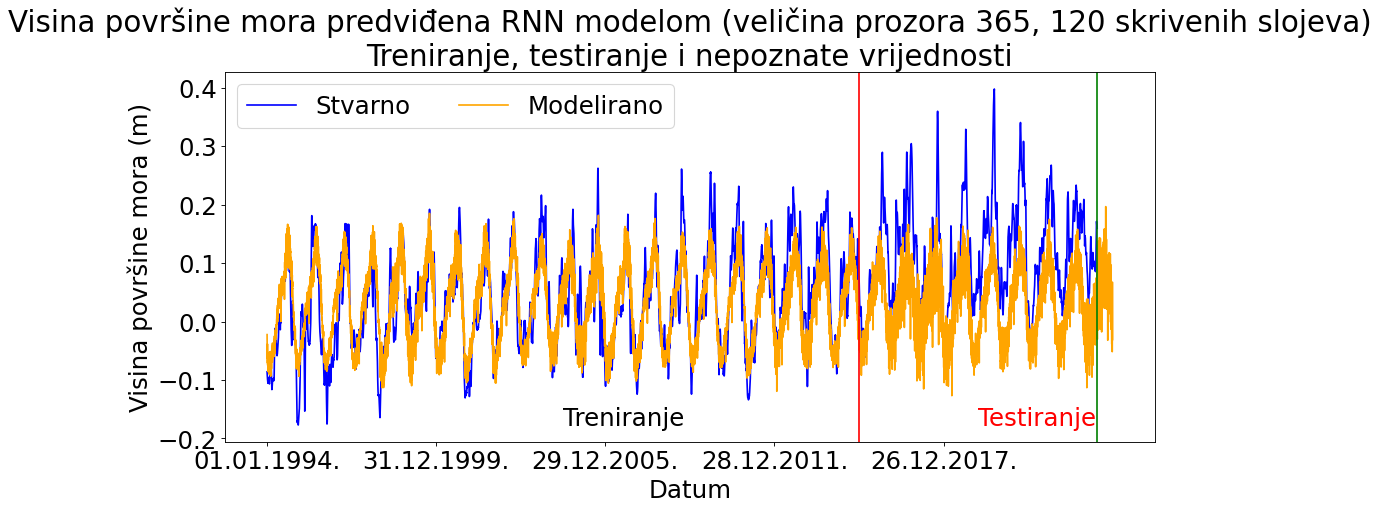 Visina površine mora predviđena RNN modelom (veličina prozora 365, 120 skrivenih slojeva)
Treniranje, testiranje i nepoznate vrijednosti
Stvarno
Modelirano
Visina površine mora (m)
0.4
0.3
0.2
0.1
0.0
−0.1
−0.2
Treniranje
Testiranje
01.01.1994.
31.12.1999.
29.12.2005.
28.12.2011.
26.12.2017.
Datum